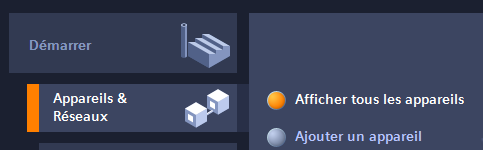 Démarrer
Appareils &
Réseaux
Afficher tous les appareils
Ajouter un appareil